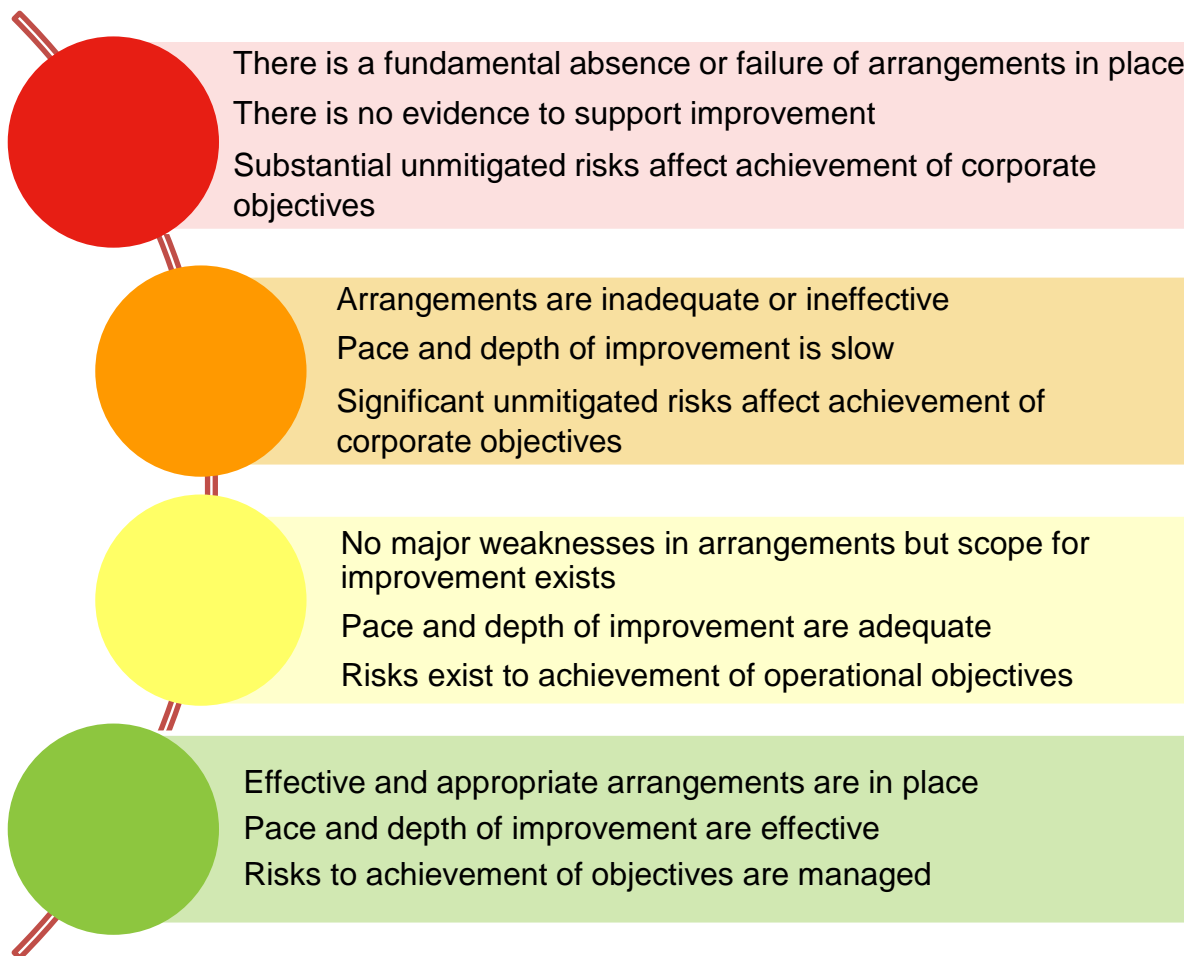 There is a fundamental absence or failure of arrangements in place
There is no evidence to support improvement
Substantial unmitigated risks affect achievement of corporate
objectives
Arrangements are inadequate or ineffective
Pace and depth of improvement is slow
Significant unmitigated risks affect achievement of
corporate objectives
No major weaknesses in arrangements but scope for
improvement exists
Pace and depth of improvement are adequate
Risks exist to achievement of operational objectives
Effective and appropriate arrangements are in place
Pace and depth of improvement are effective
Risks to achievement of objectives are managed